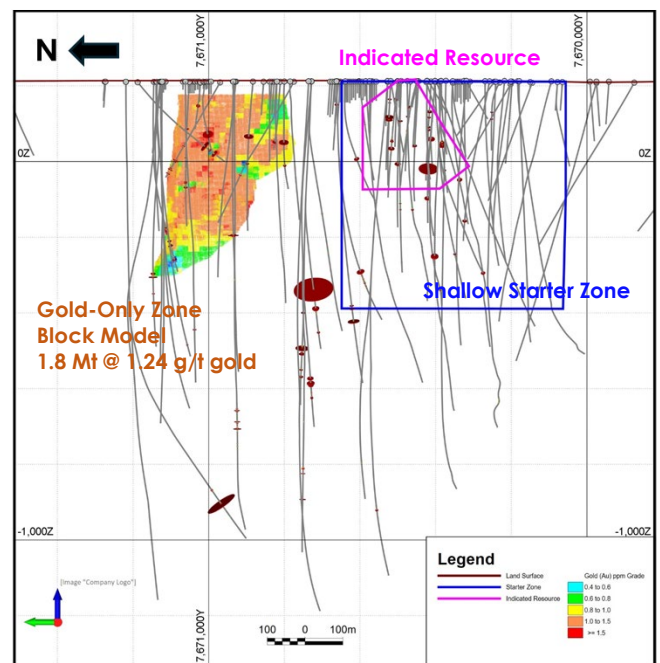 7,671,000Y
7,670,000Y
N
Indicated Resource
0Z
0Z
Shallow Starter Zone
Gold-Only Zone
Block Model
1.8 Mt @ 1.24 g/t gold
-1,000Z
-1,000Z
[Image "Company Logo"]
7,671,000Y
100 0 100m
Legend
Land Surface
Starter Zone
Indicated Resource
Gold (Au) ppm Grade
0.4 to 0.6
0.6 to 0.8
0.8 to 1.0
1.0 to 1.5
>= 1.5